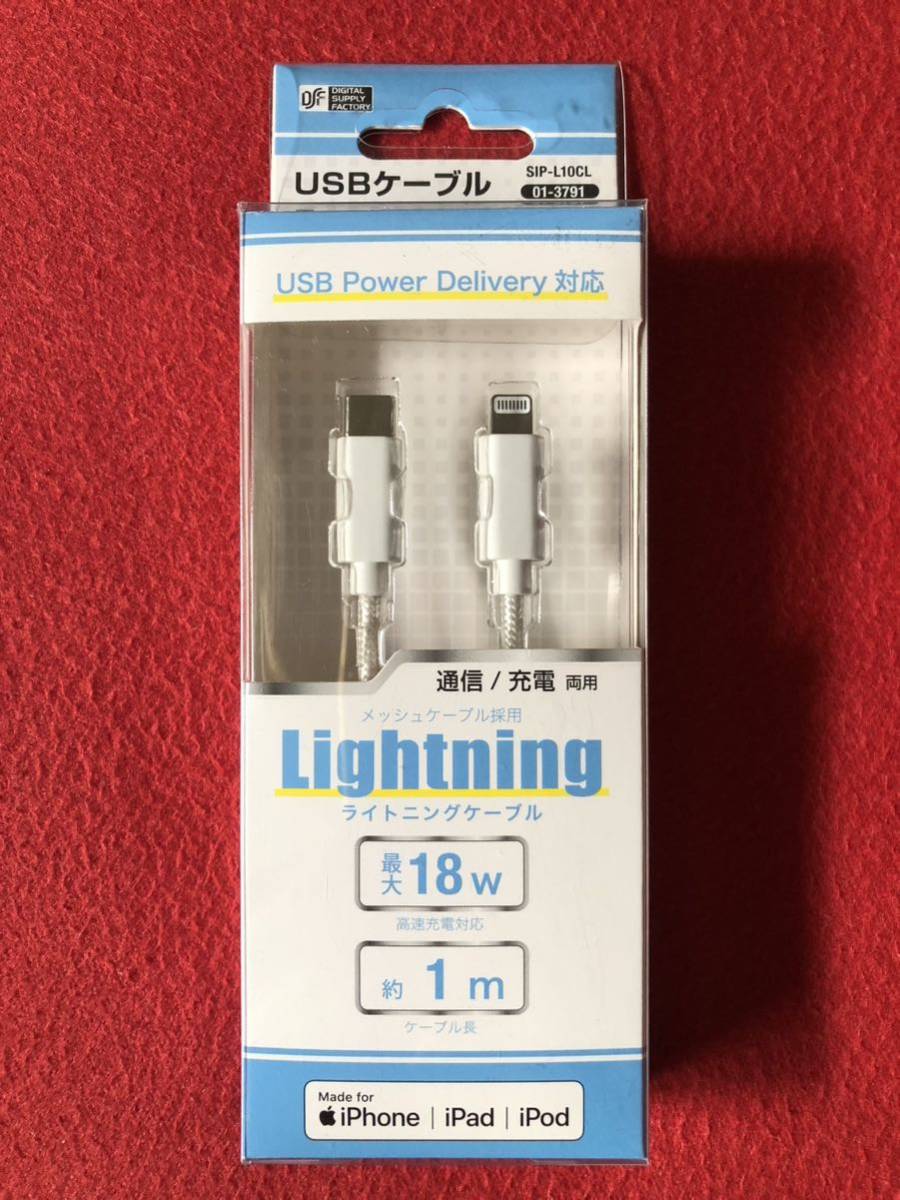 DSF DIGITAL
SUPPLY
FACTORY
USBケーブル
SIP-L10CL
01-3791
USB Power Delivery 対応
通信 / 充電 両用
メッシュケーブル採用
Lightning
ライトニングケーブル
最大 18 w
高速充電対応
約 1 m
ケーブル長
Made for
iPhone | iPad | iPod